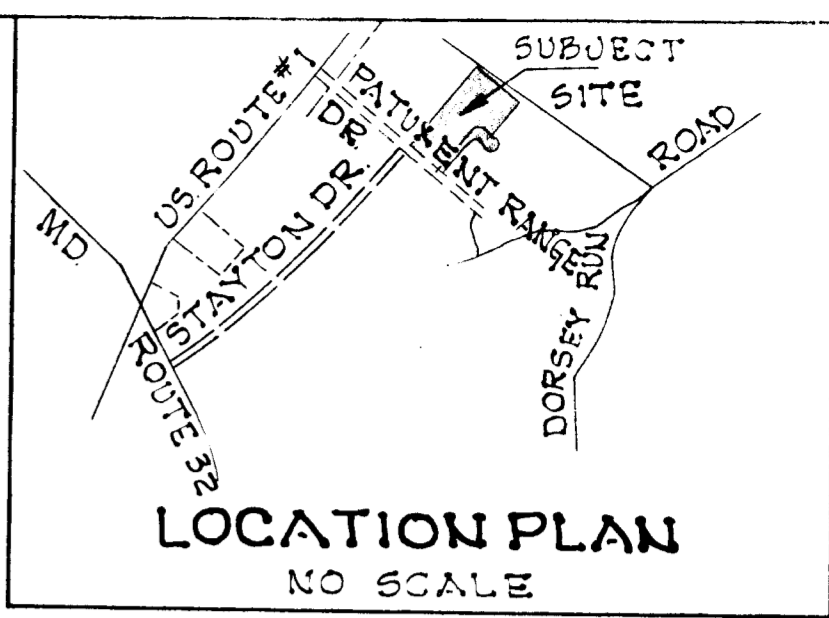 SUBJECT
SITE
US. ROUTE #1
PATUXENT RANGE
DR.
STAYTON DR.
MD.
ROUTE 32
DORSEY RUN
ROAD
LOCATION PLAN
NO SCALE